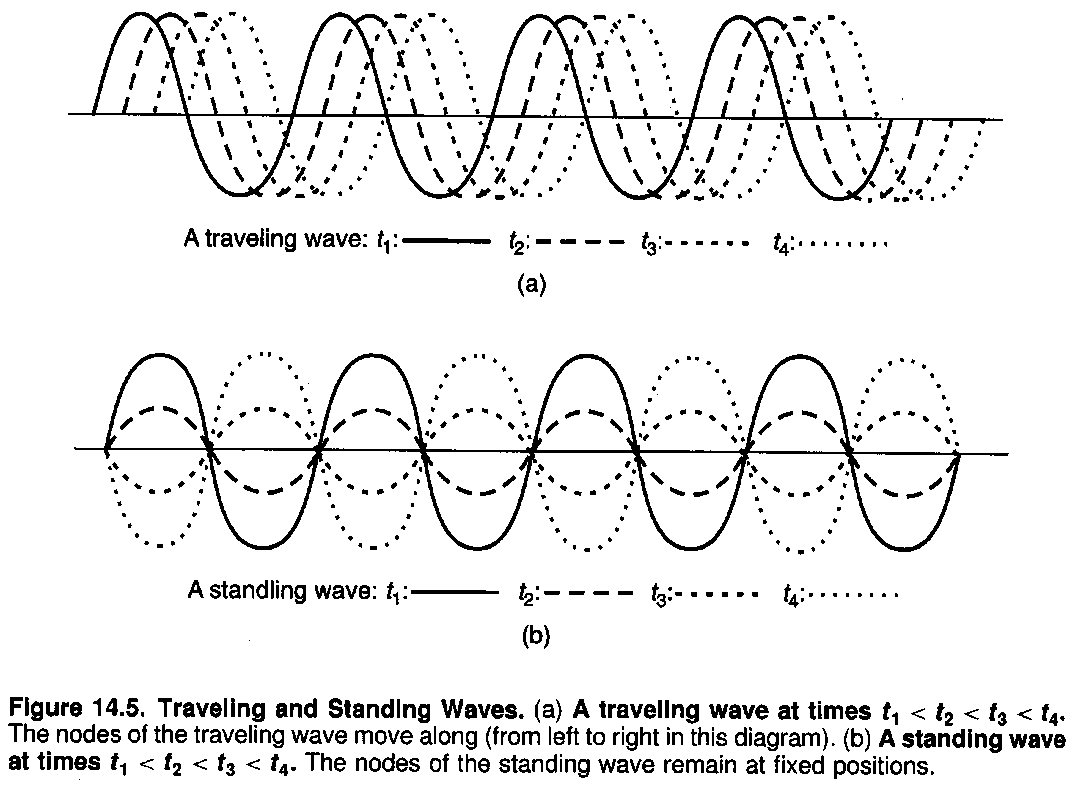 A traveling wave: t₁: t₂: t₃: t₄:
(a)
A standling wave: t₁: t₂: t₃: t₄:
(b)
Figure 14.5. Traveling and Standing Waves. (a) A traveling wave at times t₁ < t₂ < t₃ < t₄.
The nodes of the traveling wave move along (from left to right in this diagram). (b) A standing wave
at times t₁ < t₂ < t₃ < t₄. The nodes of the standing wave remain at fixed positions.